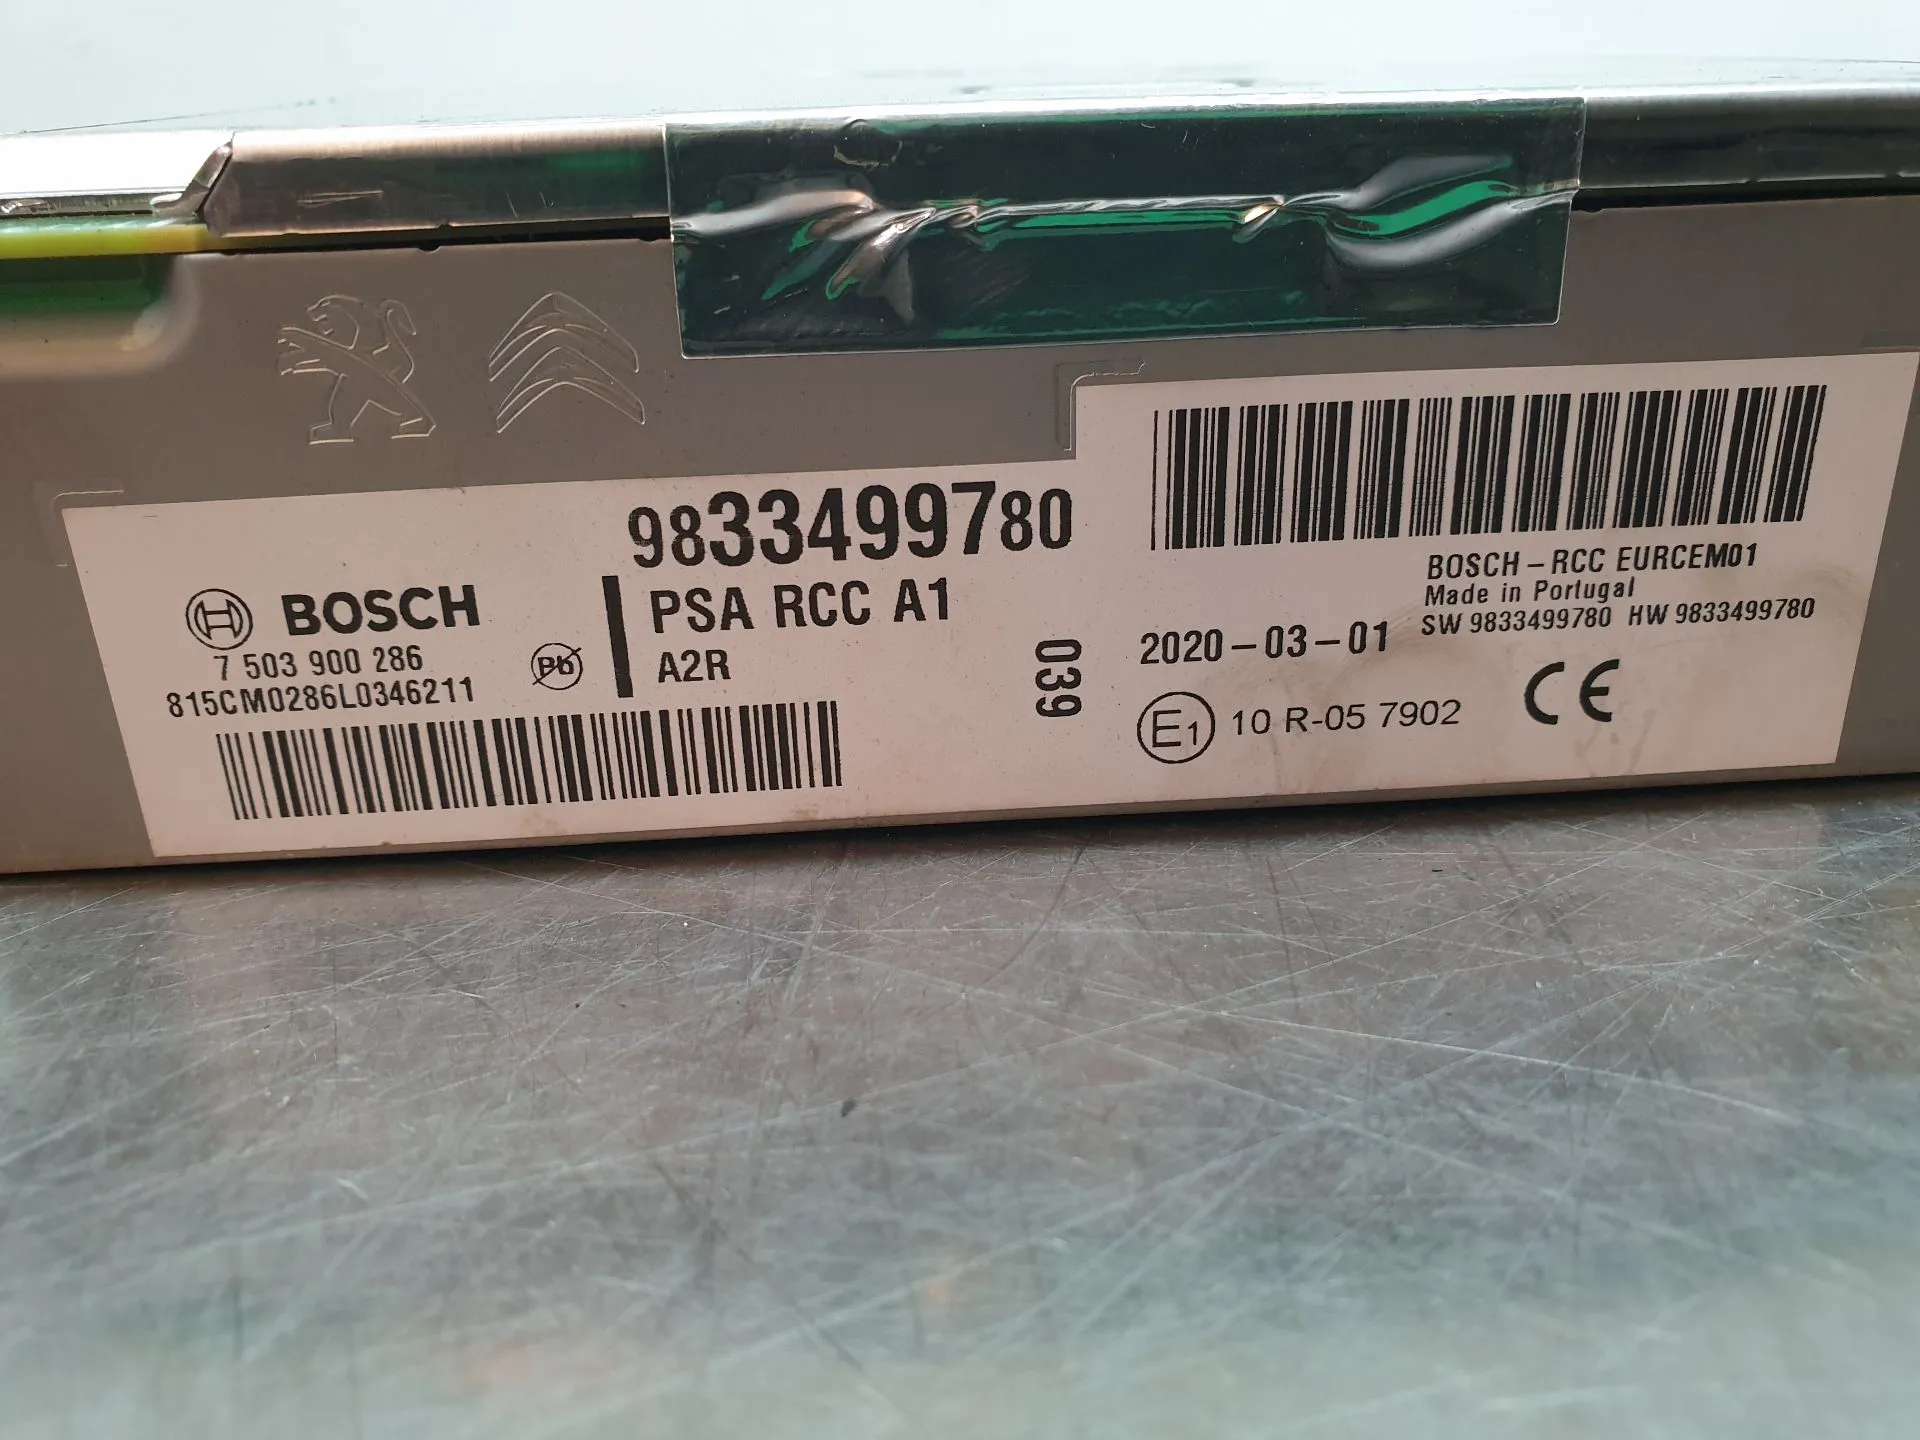 9833499780
BOSCH
PSA RCC A1
7 503 900 286
Pb
A2R
815CM0286L0346211
039
BOSCH-RCC EURCEM01
Made in Portugal
2020-03-01
SW 9833499780 HW 9833499780
E1 10 R-05 7902
CE